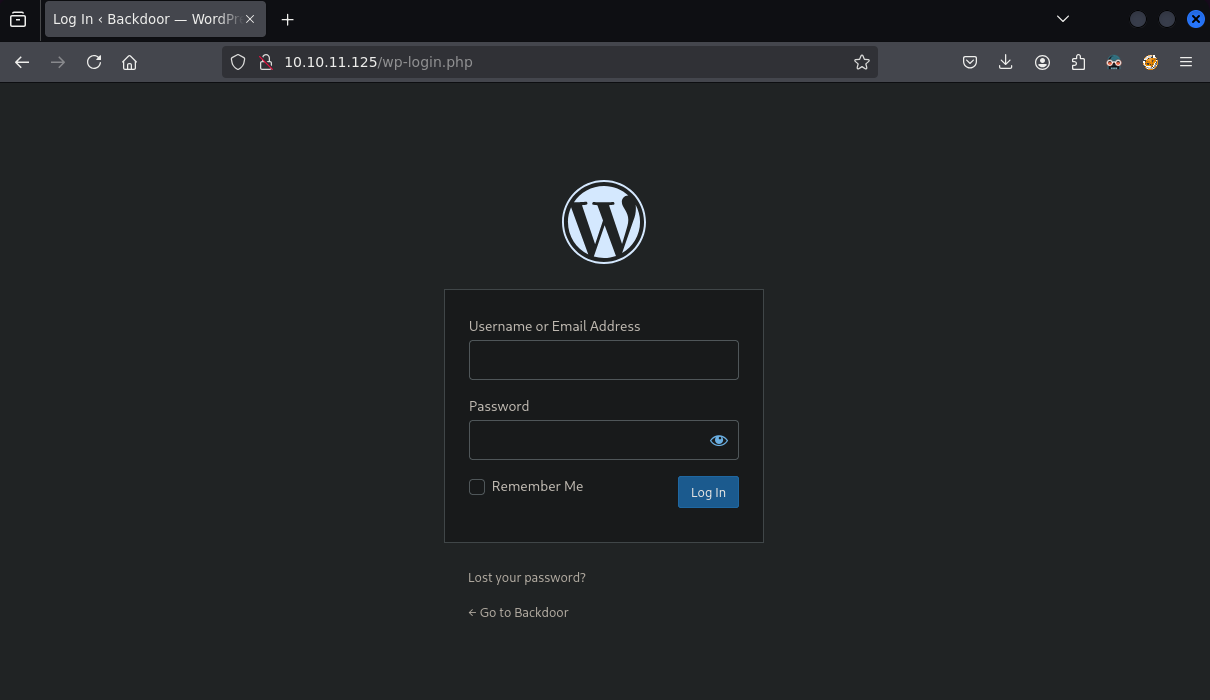 Log In ‹ Backdoor — WordPr
10.10.11.125/wp-login.php
Username or Email Address
Password
Remember Me
Log In
Lost your password?
← Go to Backdoor